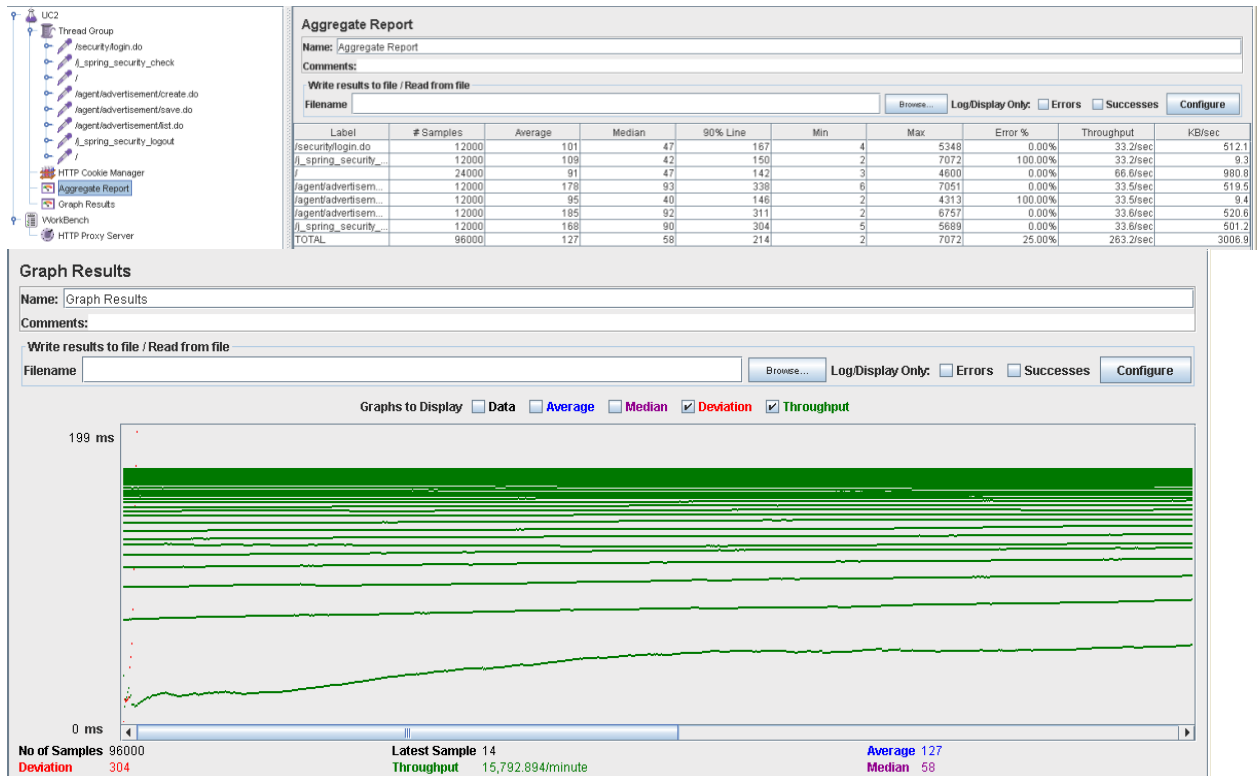 UC2
Thread Group
/security/login.do
/j_spring_security_check
/
/agent/advertisement/create.do
/agent/advertisement/save.do
/agent/advertisement/list.do
/j_spring_security_logout
/
HTTP Cookie Manager
Aggregate Report
Graph Results
WorkBench
HTTP Proxy Server
Aggregate Report
Name: Aggregate Report
Comments:
Write results to file / Read from file
Filename Browse... Log/Display Only: Errors Successes Configure
Label # Samples Average Median 90% Line Min Max Error % Throughput KB/sec
/security/login.do 12000 101 47 167 4 5348 0.00% 33.2/sec 512.1
/j_spring_security_... 12000 109 42 150 2 7072 100.00% 33.2/sec 9.3
/ 24000 91 47 142 3 4600 0.00% 66.6/sec 980.8
/agent/advertisem... 12000 178 93 338 6 7051 0.00% 33.5/sec 519.5
/agent/advertisem... 12000 95 40 146 2 4313 100.00% 33.5/sec 9.4
/agent/advertisem... 12000 185 92 311 2 6757 0.00% 33.6/sec 520.6
/j_spring_security_... 12000 168 90 304 5 5689 0.00% 33.6/sec 501.2
TOTAL 96000 127 58 214 2 7072 25.00% 263.2/sec 3006.9
Graph Results
Name: Graph Results
Comments:
Write results to file / Read from file
Filename Browse... Log/Display Only: Errors Successes Configure
Graphs to Display Data Average Median Deviation Throughput
199 ms
0 ms
No of Samples 96000 Latest Sample 14 Average 127
Deviation 304 Throughput 15,792.894/minute Median 58